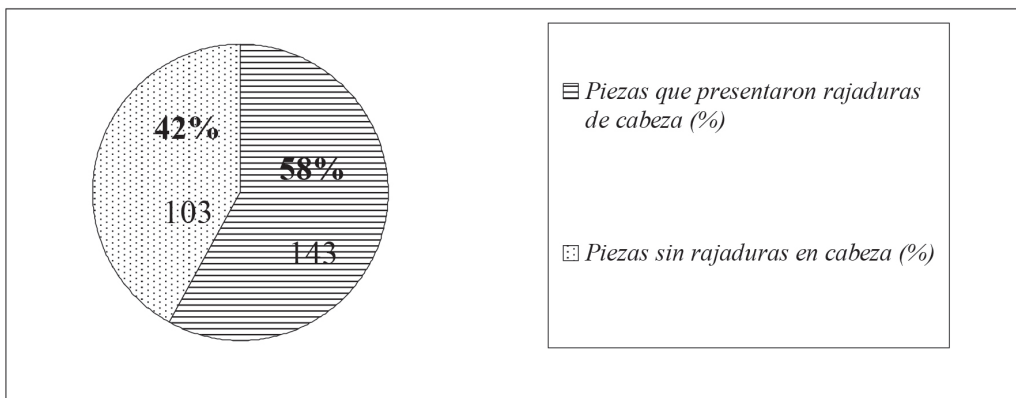 42%
58%
103
143
Piezas que presentaron rajaduras
de cabeza (%)
Piezas sin rajaduras en cabeza (%)